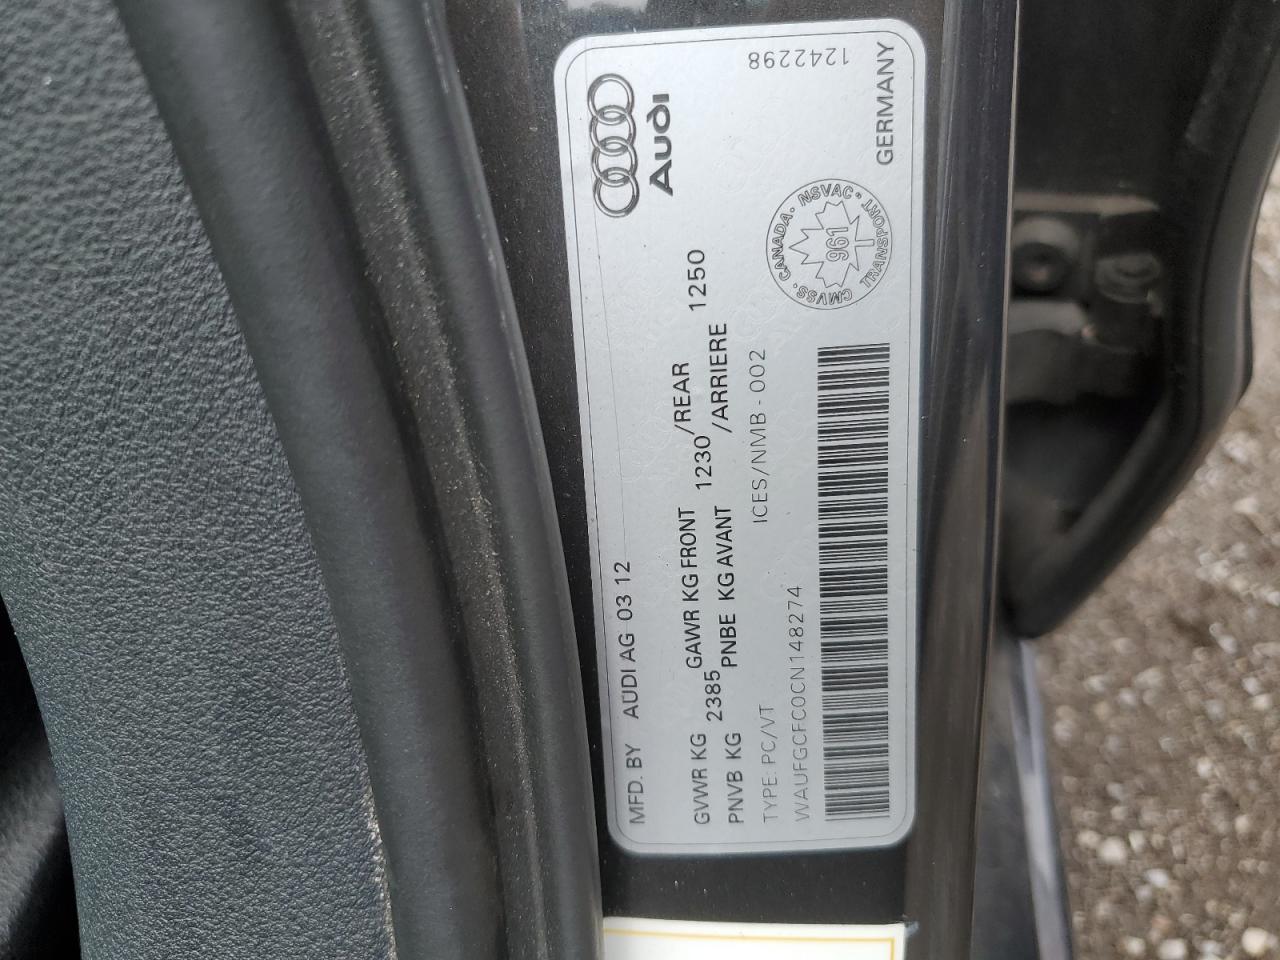 Audi
MFD. BY AUDI AG 03 12
GVWR KG 2385 GAWR KG FRONT 1230 /REAR 1250
PNVB KG PNBE KG AVANT /ARRIERE
TYPE: PC/VT ICES/NMB - 002
WAUFGCFC0CN148274
CMVSS · CANADA · NSVAC · TRANSPORT
961
1242298
GERMANY